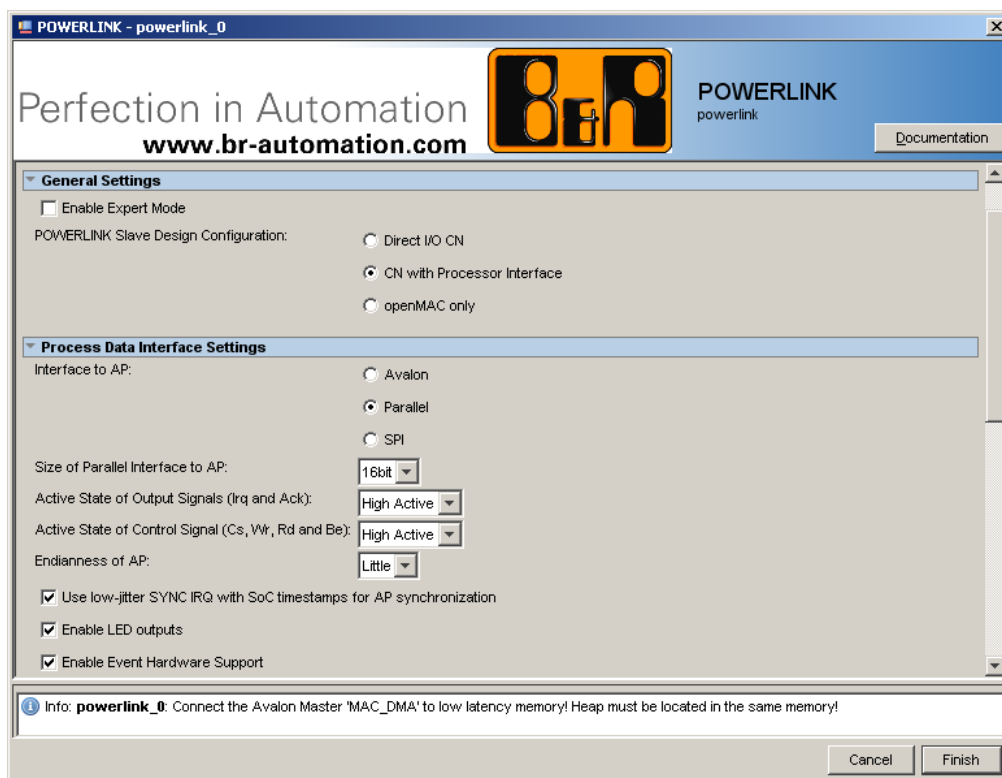 POWERLINK - powerlink_0
Perfection in Automation
www.br-automation.com
B&R
POWERLINK
powerlink
Documentation
General Settings
Enable Expert Mode
POWERLINK Slave Design Configuration:
Direct I/O CN
CN with Processor Interface
openMAC only
Process Data Interface Settings
Interface to AP:
Avalon
Parallel
SPI
Size of Parallel Interface to AP: 16bit
Active State of Output Signals (Irq and Ack): High Active
Active State of Control Signal (Cs, Wr, Rd and Be): High Active
Endianness of AP: Little
Use low-jitter SYNC IRQ with SoC timestamps for AP synchronization
Enable LED outputs
Enable Event Hardware Support
Info: powerlink_0: Connect the Avalon Master 'MAC_DMA' to low latency memory! Heap must be located in the same memory!
Cancel
Finish